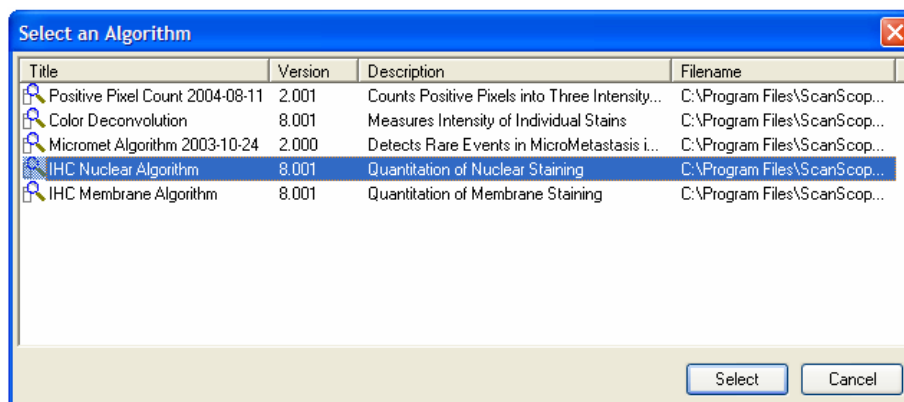 Select an Algorithm
Title Version Description Filename
Positive Pixel Count 2004-08-11 2.001 Counts Positive Pixels into Three Intensity... C:\Program Files\ScanScop...
Color Deconvolution 8.001 Measures Intensity of Individual Stains C:\Program Files\ScanScop...
Micromet Algorithm 2003-10-24 2.000 Detects Rare Events in MicroMetastasis i... C:\Program Files\ScanScop...
IHC Nuclear Algorithm 8.001 Quantitation of Nuclear Staining C:\Program Files\ScanScop...
IHC Membrane Algorithm 8.001 Quantitation of Membrane Staining C:\Program Files\ScanScop...
Select Cancel